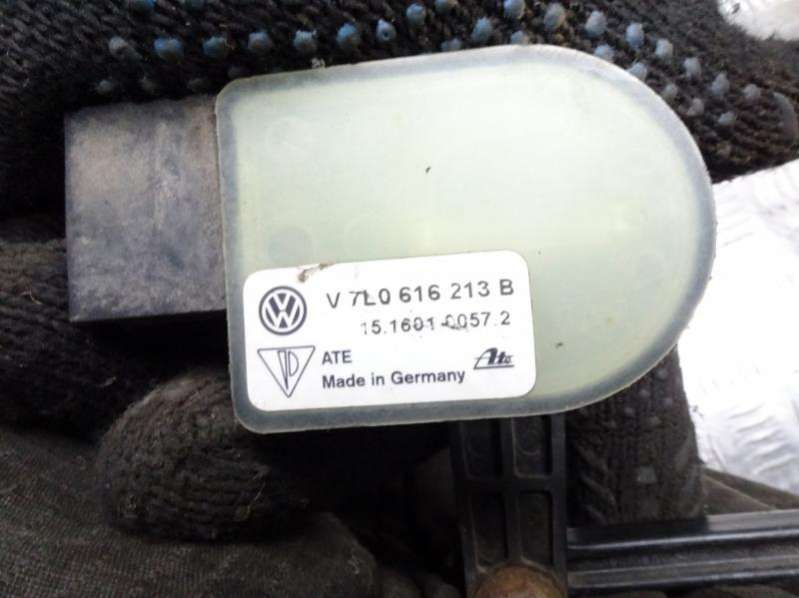 V 7L0 616 213 B
15.1601-0057.2
ATE
Ate
Made in Germany